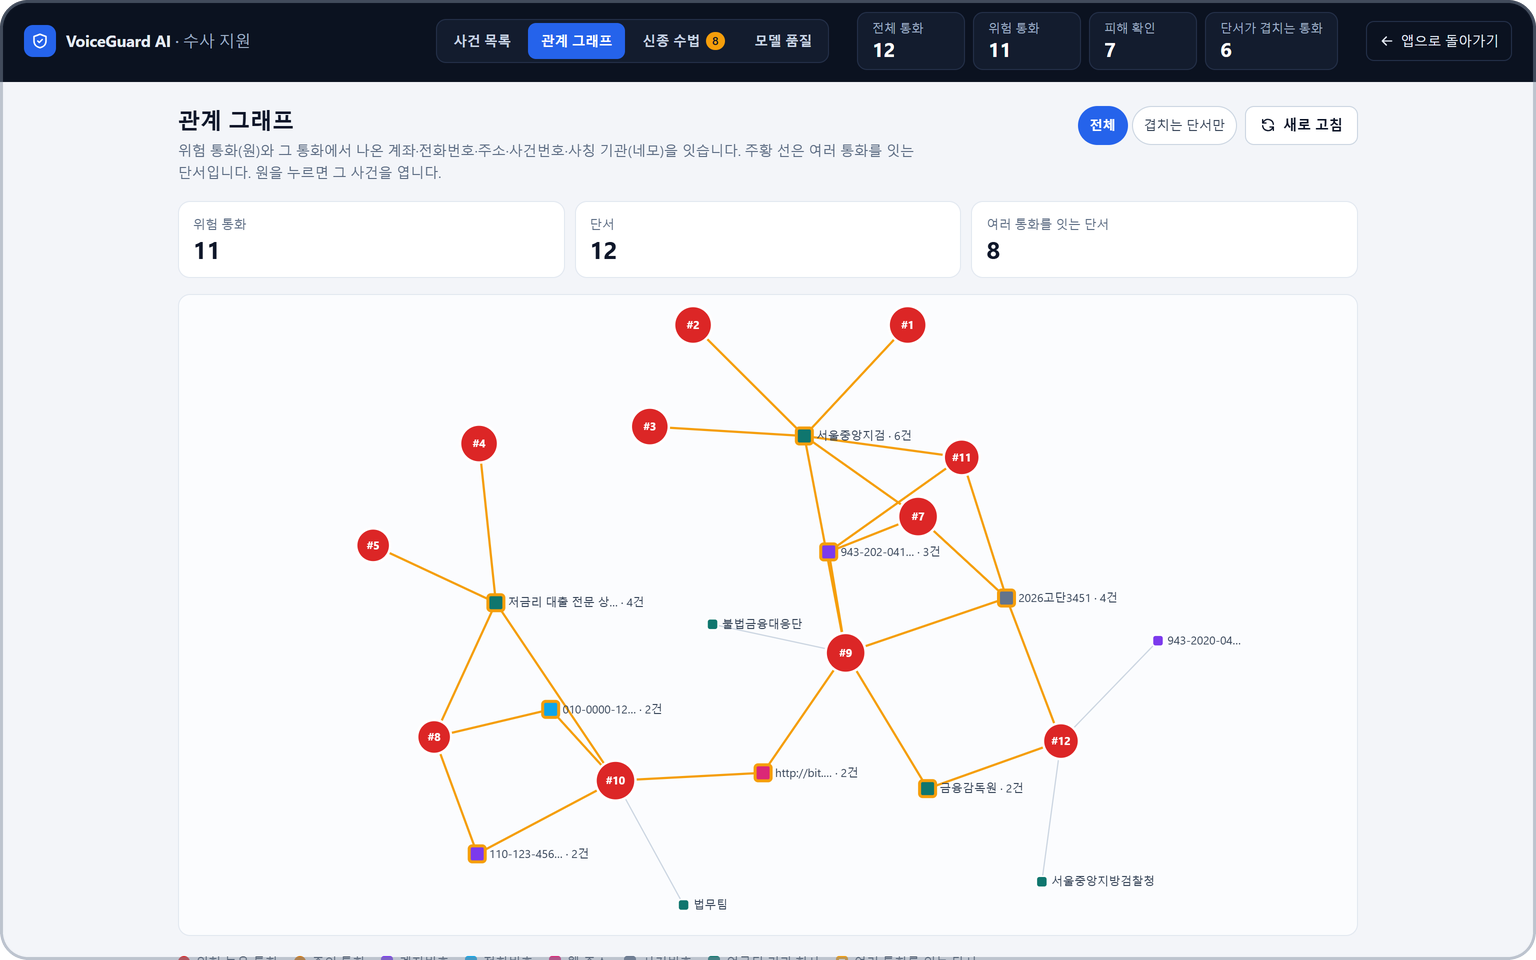 VoiceGuard AI · 수사 지원
사건 목록
관계 그래프
신종 수법 8
모델 품질
전체 통화
12
위험 통화
11
피해 확인
7
단서가 겹치는 통화
6
← 앱으로 돌아가기
관계 그래프
위험 통화(원)와 그 통화에서 나온 계좌·전화번호·주소·사건번호·사칭 기관(네모)을 잇습니다. 주황 선은 여러 통화를 잇는
단서입니다. 원을 누르면 그 사건을 엽니다.
전체
겹치는 단서만
새로 고침
위험 통화
11
단서
12
여러 통화를 잇는 단서
8
#2
#1
#3
서울중앙지검 · 6건
#4
#11
#7
#5
943-202-041... · 3건
저금리 대출 전문 상... · 4건
2026고단3451 · 4건
불법금융대응단
943-2020-04...
#9
010-0000-12... · 2건
#8
#12
http://bit.... · 2건
#10
금융감독원 · 2건
110-123-456... · 2건
서울중앙지방검찰청
법무팀